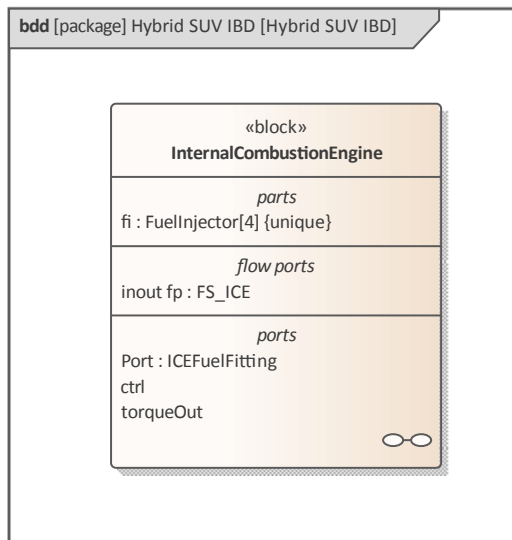 bdd [package] Hybrid SUV IBD [Hybrid SUV IBD]
«block»
InternalCombustionEngine
parts
fi : FuelInjector[4] {unique}
flow ports
inout fp : FS_ICE
ports
Port : ICEFuelFitting
ctrl
torqueOut